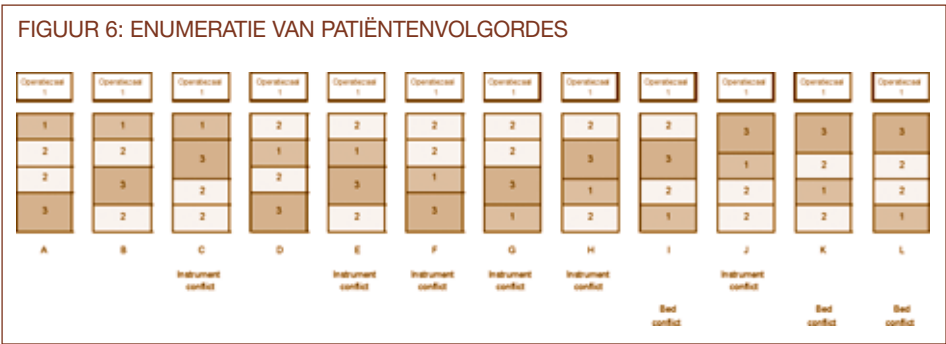 FIGUUR 6: ENUMERATIE VAN PATIËNTENVOLGORDES
Operatiezaal 1 Operatiezaal 1 Operatiezaal 1 Operatiezaal 1 Operatiezaal 1 Operatiezaal 1 Operatiezaal 1 Operatiezaal 1 Operatiezaal 1 Operatiezaal 1 Operatiezaal 1 Operatiezaal 1
1 2 2 3
1 2 3 2
1 3 2 2
2 1 2 3
2 1 3 2
2 2 1 3
2 2 3 1
2 3 1 2
2 3 2 1
3 1 2 2
3 2 1 2
3 2 2 1
A B C D E F G H I J K L
Instrument conflict Instrument conflict Instrument conflict Instrument conflict Instrument conflict Instrument conflict
Bed conflict Bed conflict Bed conflict